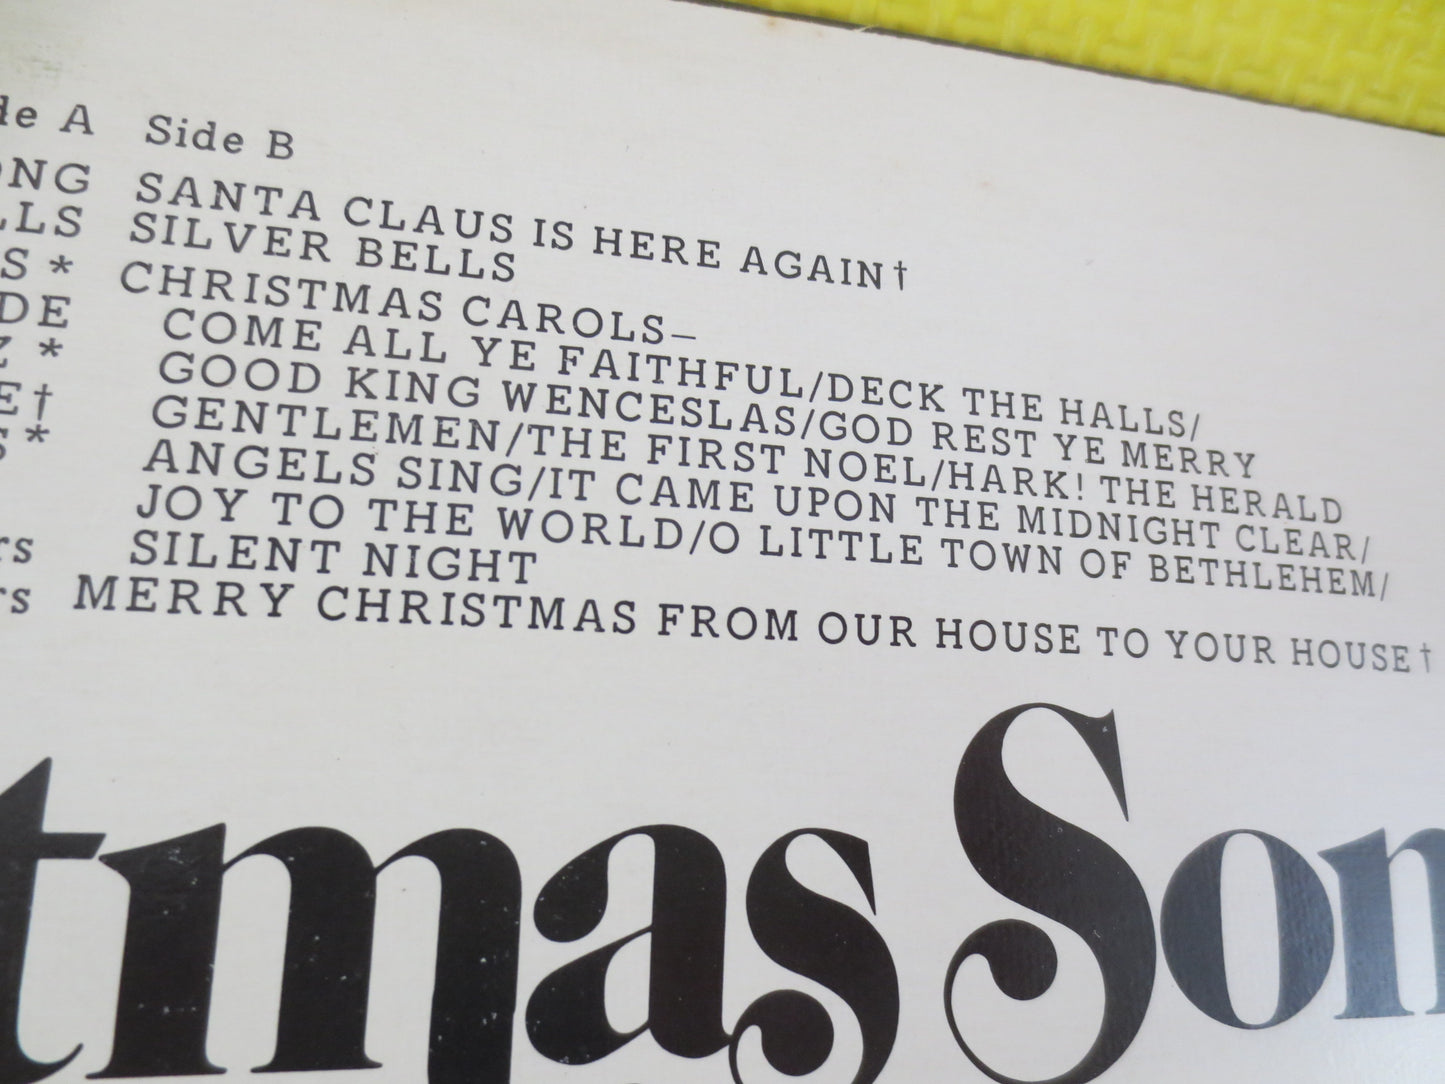 A
Side B
SANTA CLAUS IS HERE AGAIN†
SILVER BELLS
CHRISTMAS CAROLS—
COME ALL YE FAITHFUL/DECK THE HALLS/
GOOD KING WENCESLAS/GOD REST YE MERRY
GENTLEMEN/THE FIRST NOEL/HARK! THE HERALD
ANGELS SING/IT CAME UPON THE MIDNIGHT CLEAR/
JOY TO THE WORLD/O LITTLE TOWN OF BETHLEHEM/
SILENT NIGHT
MERRY CHRISTMAS FROM OUR HOUSE TO YOUR HOUSE†